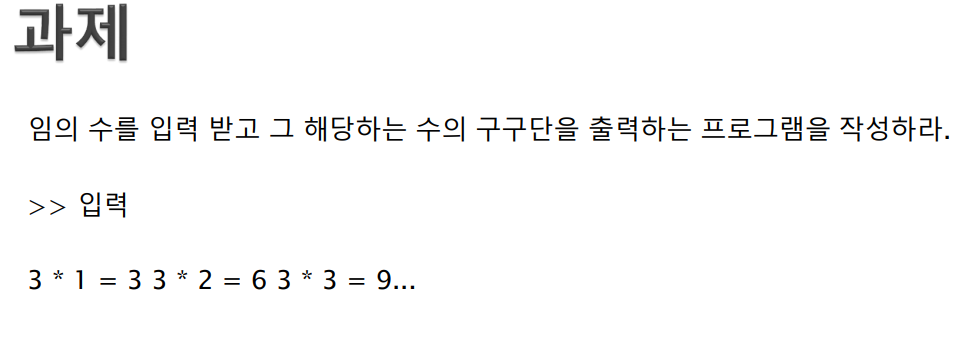 과제
임의 수를 입력 받고 그 해당하는 수의 구구단을 출력하는 프로그램을 작성하라.
>> 입력
3 * 1 = 3 3 * 2 = 6 3 * 3 = 9...